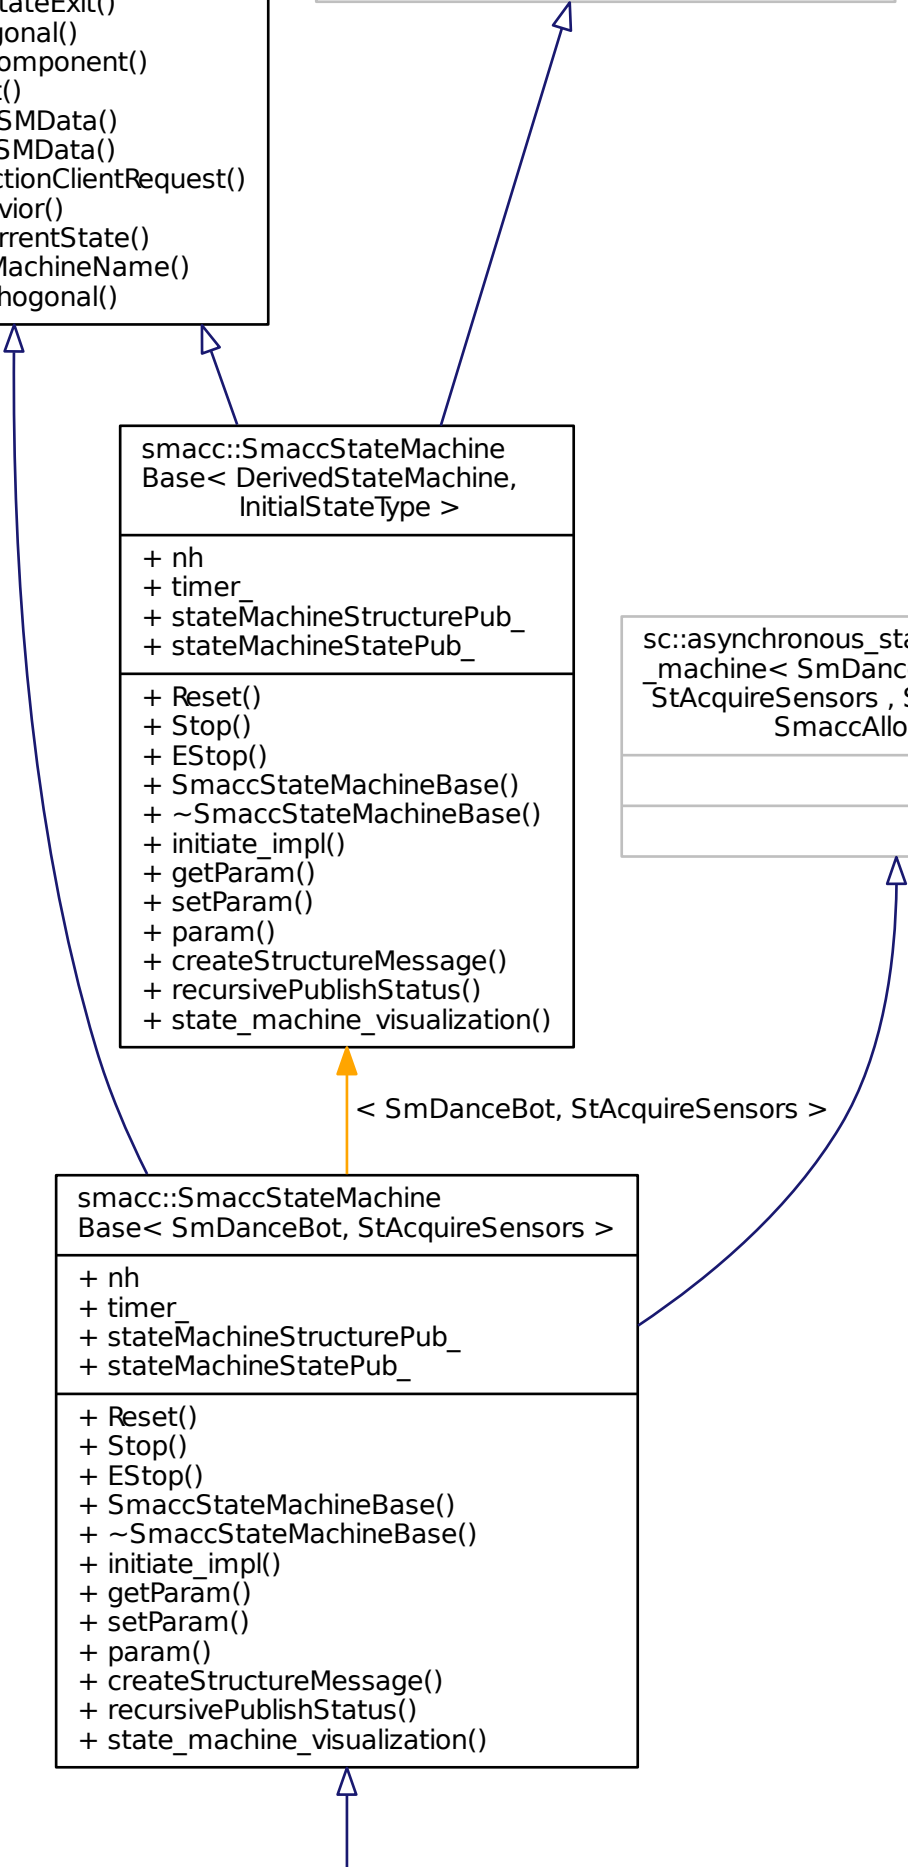 gonal()
omponent()
SMData()
SMData()
ctionClientRequest()
vior()
rrentState()
MachineName()
hogonal()
smacc::SmaccStateMachine
Base< DerivedStateMachine,
InitialStateType >
+ nh
+ timer_
+ stateMachineStructurePub_
+ stateMachineStatePub_
+ Reset()
+ Stop()
+ EStop()
+ SmaccStateMachineBase()
+ ~SmaccStateMachineBase()
+ initiate_impl()
+ getParam()
+ setParam()
+ param()
+ createStructureMessage()
+ recursivePublishStatus()
+ state_machine_visualization()
sc::asynchronous_sta
_machine< SmDance
StAcquireSensors , S
SmaccAllo
< SmDanceBot, StAcquireSensors >
smacc::SmaccStateMachine
Base< SmDanceBot, StAcquireSensors >
+ nh
+ timer_
+ stateMachineStructurePub_
+ stateMachineStatePub_
+ Reset()
+ Stop()
+ EStop()
+ SmaccStateMachineBase()
+ ~SmaccStateMachineBase()
+ initiate_impl()
+ getParam()
+ setParam()
+ param()
+ createStructureMessage()
+ recursivePublishStatus()
+ state_machine_visualization()